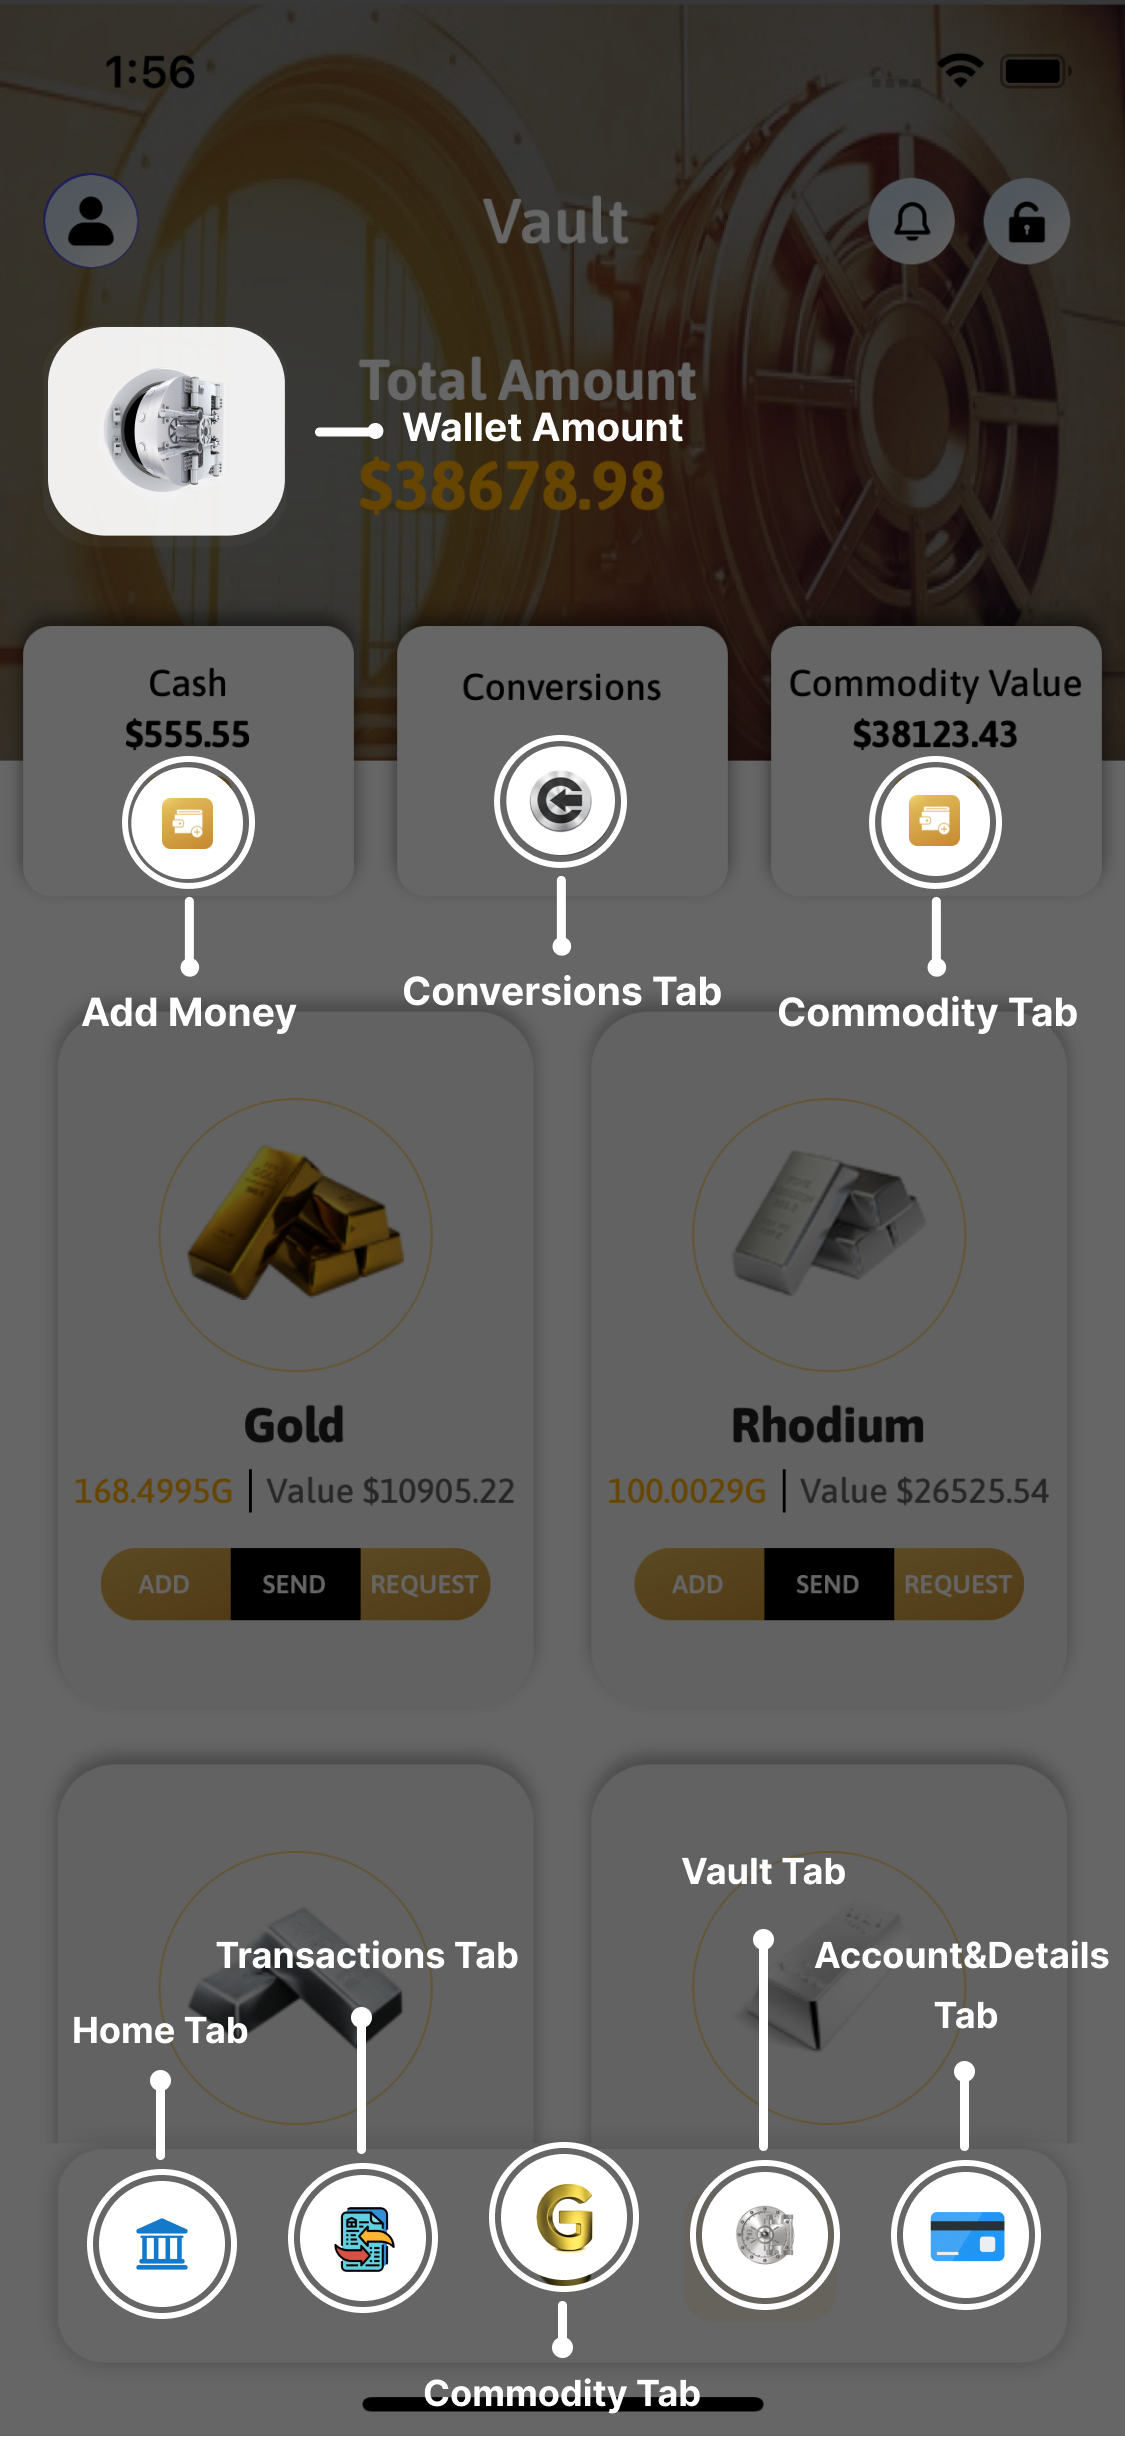 1:56
Vault
Total Amount
Wallet Amount
$38678.98
Cash
$555.55
Conversions
Commodity Value
$38123.43
Add Money
Conversions Tab
Commodity Tab
Gold
168.4995G | Value $10905.22
ADD SEND REQUEST
Rhodium
100.0029G | Value $26525.54
ADD SEND REQUEST
Vault Tab
Transactions Tab
Account&Details
Tab
Home Tab
G
Commodity Tab